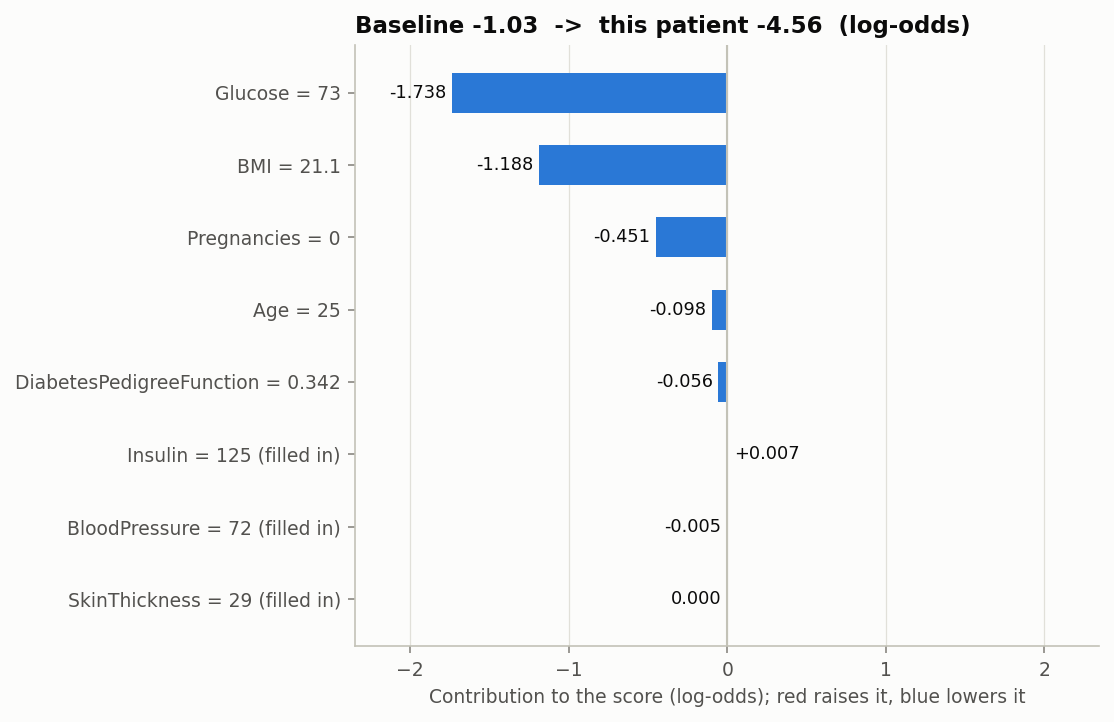 Baseline -1.03 -> this patient -4.56 (log-odds)
Glucose = 73 -1.738
BMI = 21.1 -1.188
Pregnancies = 0 -0.451
Age = 25 -0.098
DiabetesPedigreeFunction = 0.342 -0.056
Insulin = 125 (filled in) +0.007
BloodPressure = 72 (filled in) -0.005
SkinThickness = 29 (filled in) 0.000
−2 −1 0 1 2
Contribution to the score (log-odds); red raises it, blue lowers it